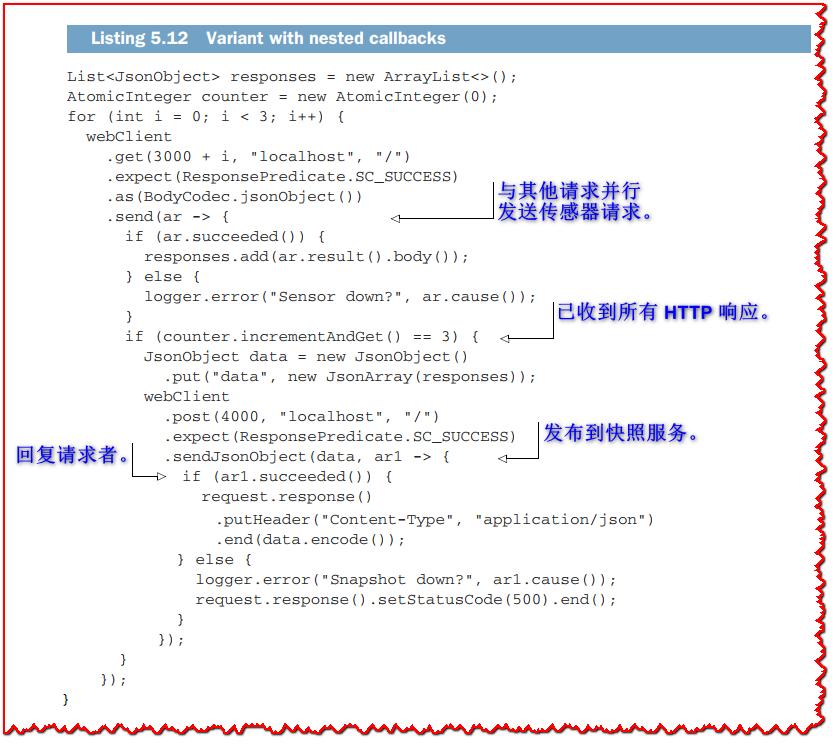 Listing 5.12 Variant with nested callbacks
List<JsonObject> responses = new ArrayList<>();
AtomicInteger counter = new AtomicInteger(0);
for (int i = 0; i < 3; i++) {
  webClient
    .get(3000 + i, "localhost", "/")
    .expect(ResponsePredicate.SC_SUCCESS)
    .as(BodyCodec.jsonObject())
与其他请求并行
发送传感器请求。
    .send(ar -> {
      if (ar.succeeded()) {
        responses.add(ar.result().body());
      } else {
        logger.error("Sensor down?", ar.cause());
      }
已收到所有 HTTP 响应。
      if (counter.incrementAndGet() == 3) {
        JsonObject data = new JsonObject()
          .put("data", new JsonArray(responses));
        webClient
          .post(4000, "localhost", "/")
          .expect(ResponsePredicate.SC_SUCCESS)
发布到快照服务。
          .sendJsonObject(data, ar1 -> {
回复请求者。
            if (ar1.succeeded()) {
              request.response()
                .putHeader("Content-Type", "application/json")
                .end(data.encode());
            } else {
              logger.error("Snapshot down?", ar1.cause());
              request.response().setStatusCode(500).end();
            }
          });
      }
    });
}